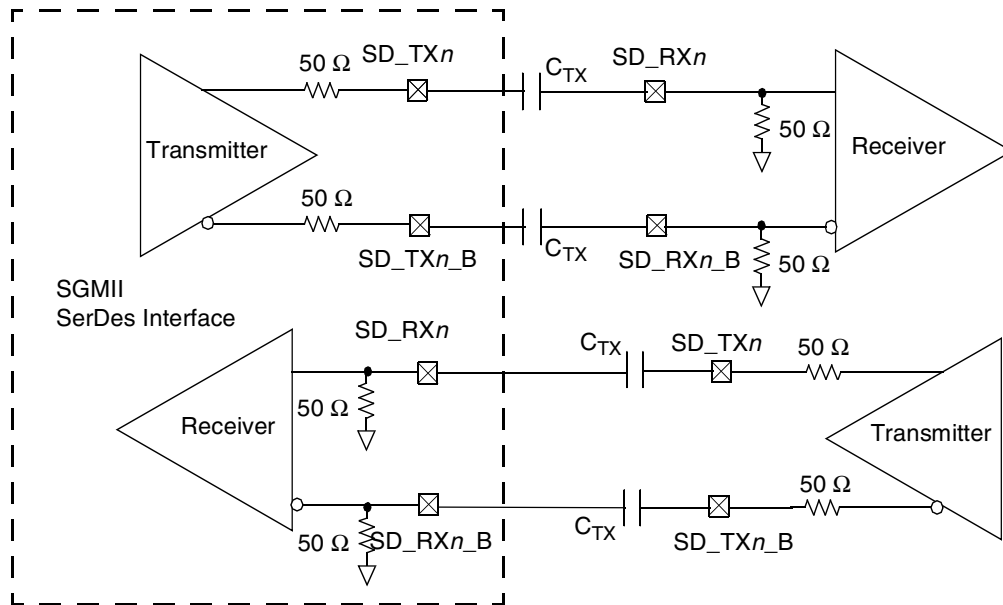 50 Ω
SD_TXn
C_TX
SD_RXn
50 Ω
Transmitter
Receiver
50 Ω
SD_TXn_B
C_TX
SD_RXn_B
50 Ω
SGMII
SerDes Interface
SD_RXn
C_TX
SD_TXn
50 Ω
50 Ω
Receiver
Transmitter
50 Ω
SD_RXn_B
C_TX
SD_TXn_B
50 Ω